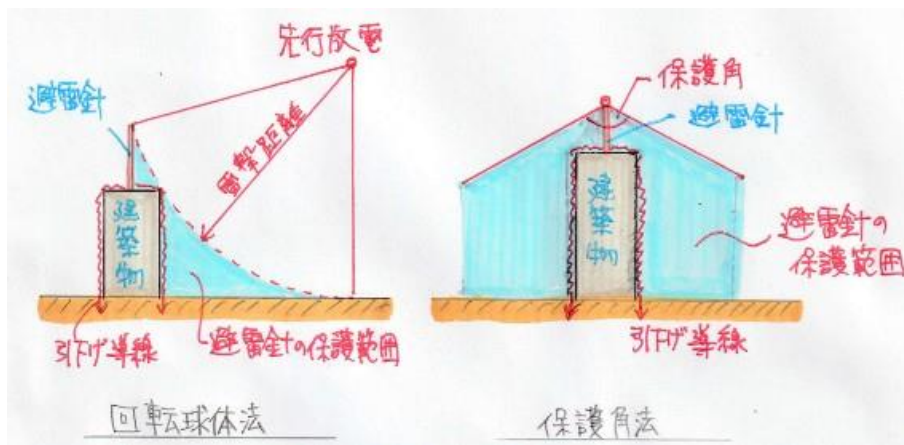 先行放電
避雷針
雷撃距離
建築物
引下げ導線
避雷針の保護範囲
回転球体法
保護角
避雷針
建築物
避雷針の
保護範囲
引下げ導線
保護角法